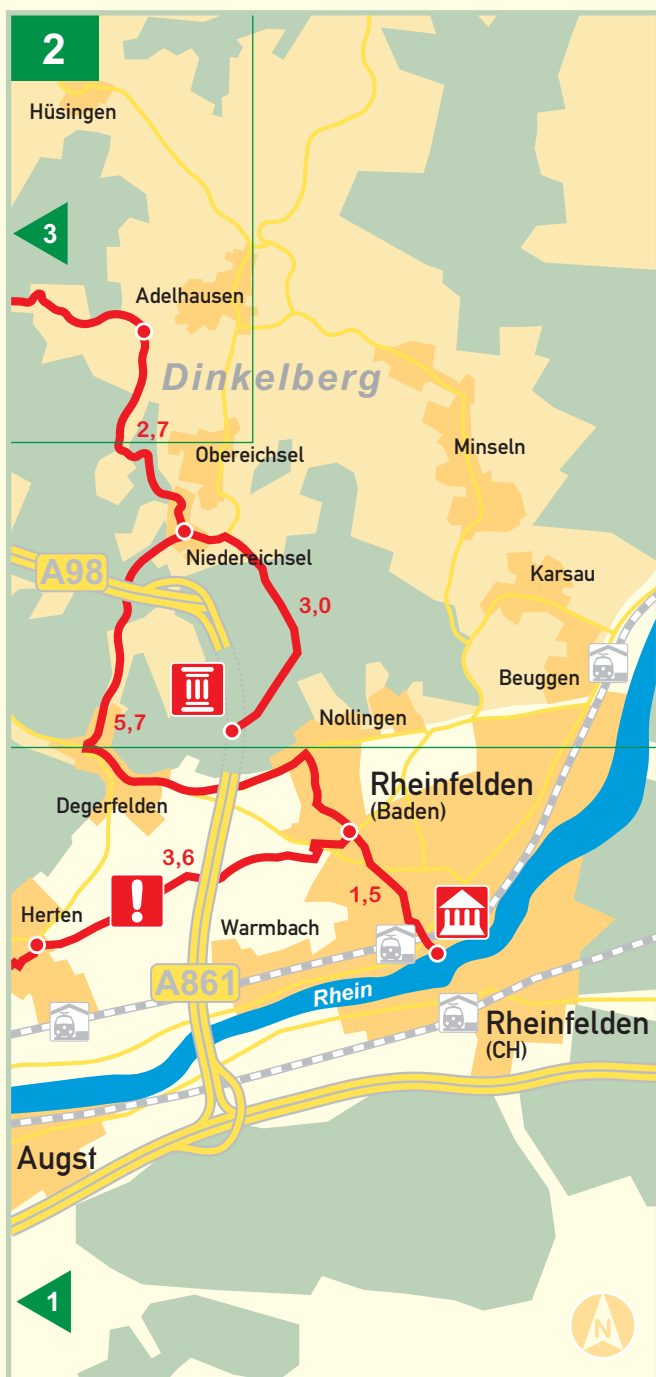 2
Hüsingen
3
Adelhausen
Dinkelberg
2,7
Obereichsel
Minseln
Niedereichsel
A98
Karsau
3,0
Beuggen
5,7
Nollingen
Rheinfelden
(Baden)
Degerfelden
3,6
1,5
!
Herten
Warmbach
A861
Rhein
Rheinfelden
(CH)
Augst
1
N